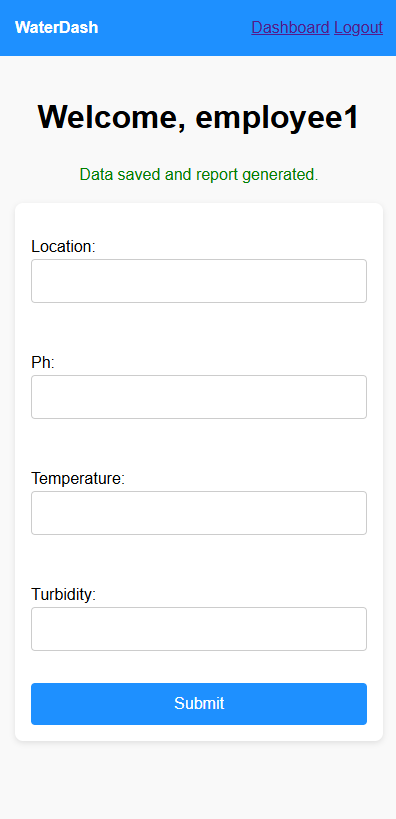 WaterDash Dashboard Logout
Welcome, employee1
Data saved and report generated.
Location:
Ph:
Temperature:
Turbidity:
Submit